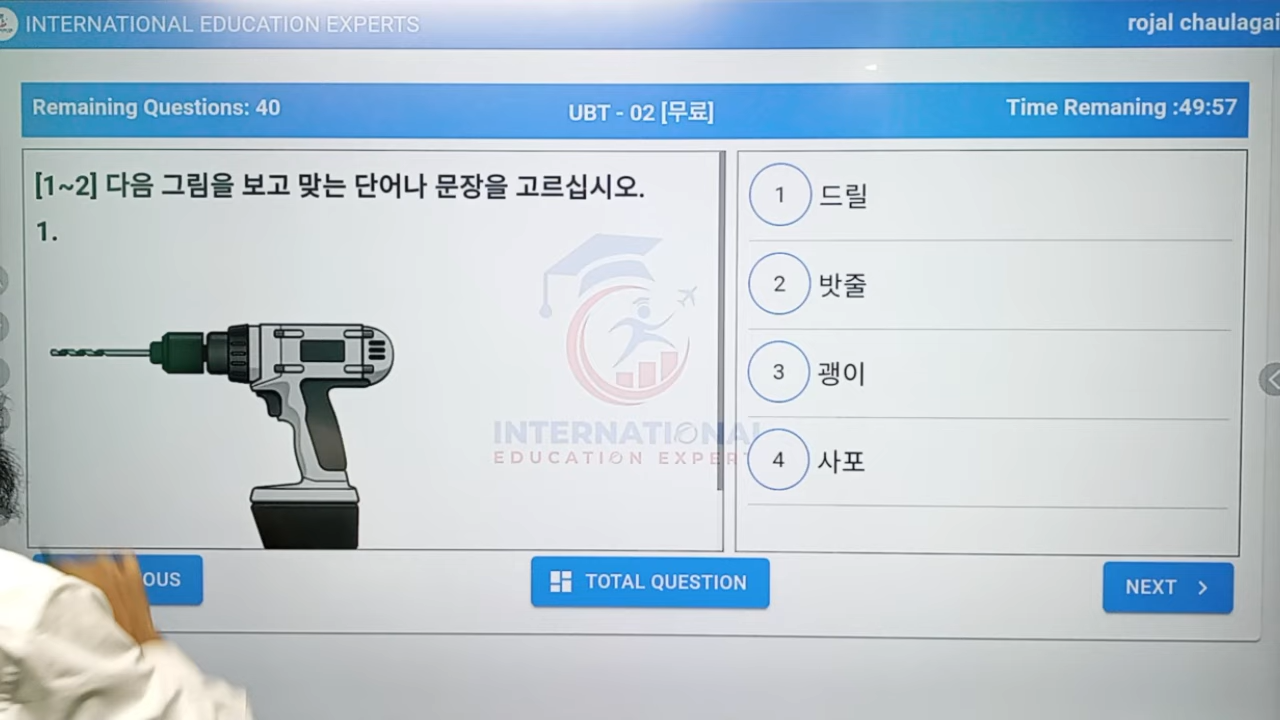 INTERNATIONAL EDUCATION EXPERTS
rojal chaulagai
Remaining Questions: 40
UBT - 02 [무료]
Time Remaning :49:57
[1~2] 다음 그림을 보고 맞는 단어나 문장을 고르십시오.
1.
INTERNATIONAL
EDUCATION EXPER
1 드릴
2 밧줄
3 괭이
4 사포
OUS
TOTAL QUESTION
NEXT